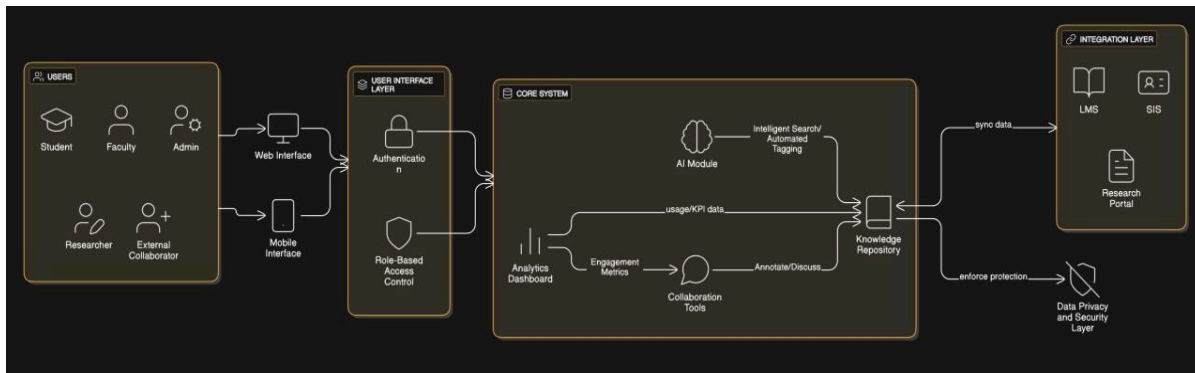 USERS
Student
Faculty
Admin
Researcher
External
Collaborator
Web Interface
Mobile
Interface
USER INTERFACE
LAYER
Authenticatio
n
Role-Based
Access
Control
CORE SYSTEM
AI Module
Intelligent Search/
Automated
Tagging
usage/KPI data
Analytics
Dashboard
Engagement
Metrics
Collaboration
Tools
Annotate/Discuss
Knowledge
Repository
sync data
enforce protection
INTEGRATION LAYER
LMS
SIS
Research
Portal
Data Privacy
and Security
Layer